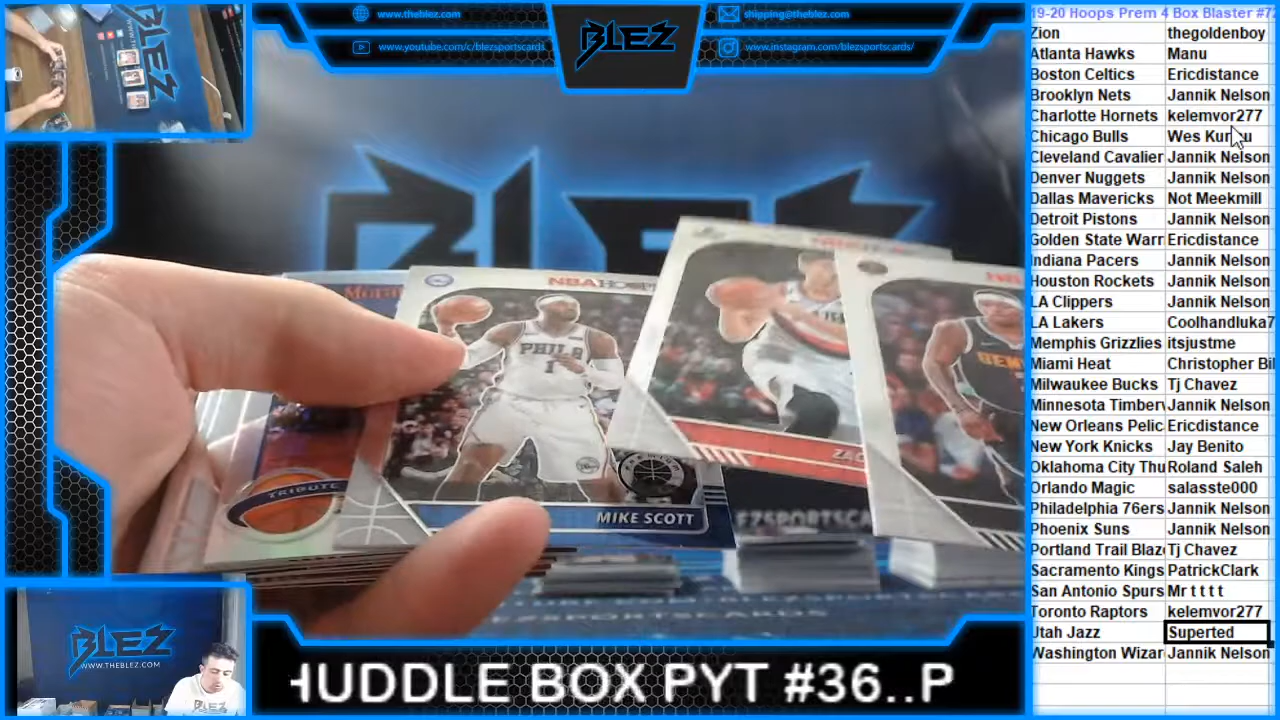 www.theblez.com
www.youtube.com/c/blezsportscards
BLEZ
shipping@theblez.com
www.instagram.com/blezsportscards/
BLEZ
NBA HOOPS
PHILA
1
MIKE SCOTT
TRIBUTE
BLEZ
WWW.THEBLEZ.COM
HUDDLE BOX PYT #36..P
19-20 Hoops Prem 4 Box Blaster #7
Zion thegoldenboy
Atlanta Hawks Manu
Boston Celtics Ericdistance
Brooklyn Nets Jannik Nelson
Charlotte Hornets kelemvor277
Chicago Bulls Wes
Cleveland Cavalier Jannik Nelson
Denver Nuggets Jannik Nelson
Dallas Mavericks Not Meekmill
Detroit Pistons Jannik Nelson
Golden State Warr Ericdistance
Indiana Pacers Jannik Nelson
Houston Rockets Jannik Nelson
LA Clippers Jannik Nelson
LA Lakers Coolhandluka7
Memphis Grizzlies itsjustme
Miami Heat Christopher Bi
Milwaukee Bucks Tj Chavez
Minnesota Timberv Jannik Nelson
New Orleans Pelic Ericdistance
New York Knicks Jay Benito
Oklahoma City Thu Roland Saleh
Orlando Magic salasste000
Philadelphia 76ers Jannik Nelson
Phoenix Suns Jannik Nelson
Portland Trail Blaz Tj Chavez
Sacramento Kings PatrickClark
San Antonio Spurs Mr t t t t
Toronto Raptors kelemvor277
Utah Jazz Superted
Washington Wizar Jannik Nelson